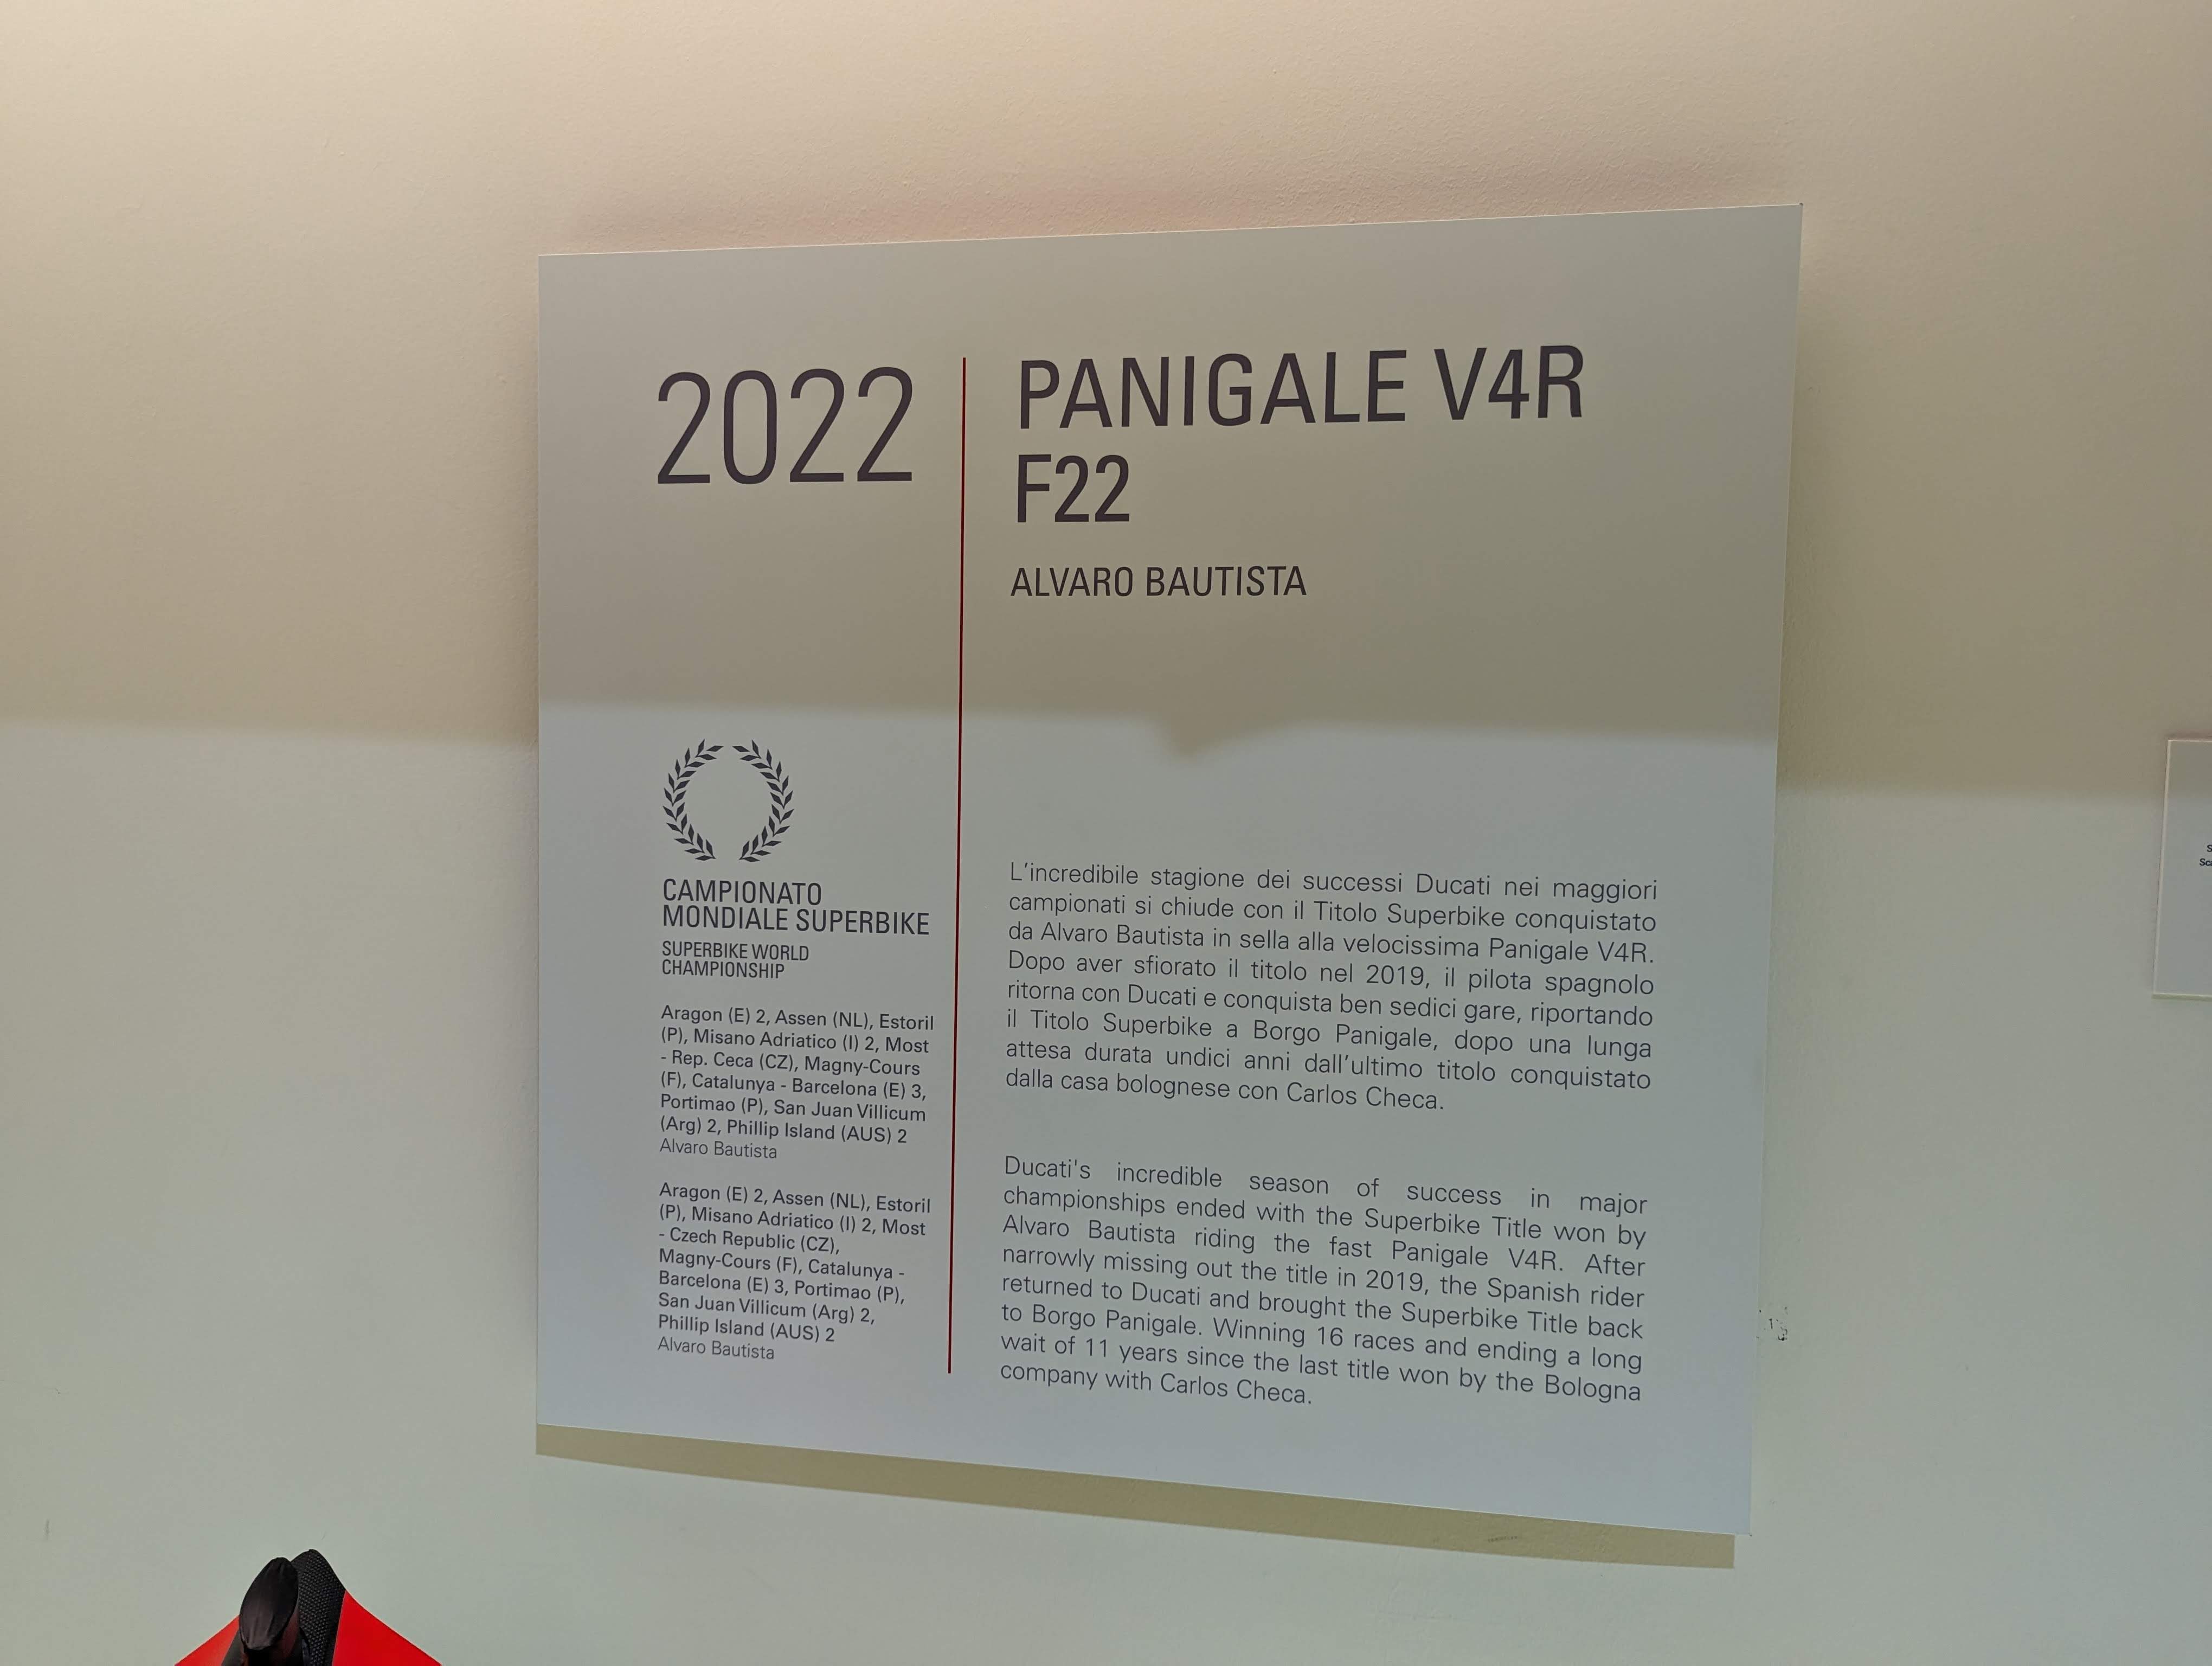 2022
PANIGALE V4R
F22
ALVARO BAUTISTA
CAMPIONATO
MONDIALE SUPERBIKE
SUPERBIKE WORLD
CHAMPIONSHIP
Aragon (E) 2, Assen (NL), Estoril
(P), Misano Adriatico (I) 2, Most
- Rep. Ceca (CZ), Magny-Cours
(F), Catalunya - Barcelona (E) 3,
Portimao (P), San Juan Villicum
(Arg) 2, Phillip Island (AUS) 2
Alvaro Bautista
Aragon (E) 2, Assen (NL), Estoril
(P), Misano Adriatico (I) 2, Most
- Czech Republic (CZ),
Magny-Cours (F), Catalunya -
Barcelona (E) 3, Portimao (P),
San Juan Villicum (Arg) 2,
Phillip Island (AUS) 2
Alvaro Bautista
L'incredibile stagione dei successi Ducati nei maggiori
campionati si chiude con il Titolo Superbike conquistato
da Alvaro Bautista in sella alla velocissima Panigale V4R.
Dopo aver sfiorato il titolo nel 2019, il pilota spagnolo
ritorna con Ducati e conquista ben sedici gare, riportando
il Titolo Superbike a Borgo Panigale, dopo una lunga
attesa durata undici anni dall'ultimo titolo conquistato
dalla casa bolognese con Carlos Checa.
Ducati's incredible season of success in major
championships ended with the Superbike Title won by
Alvaro Bautista riding the fast Panigale V4R. After
narrowly missing out the title in 2019, the Spanish rider
returned to Ducati and brought the Superbike Title back
to Borgo Panigale. Winning 16 races and ending a long
wait of 11 years since the last title won by the Bologna
company with Carlos Checa.